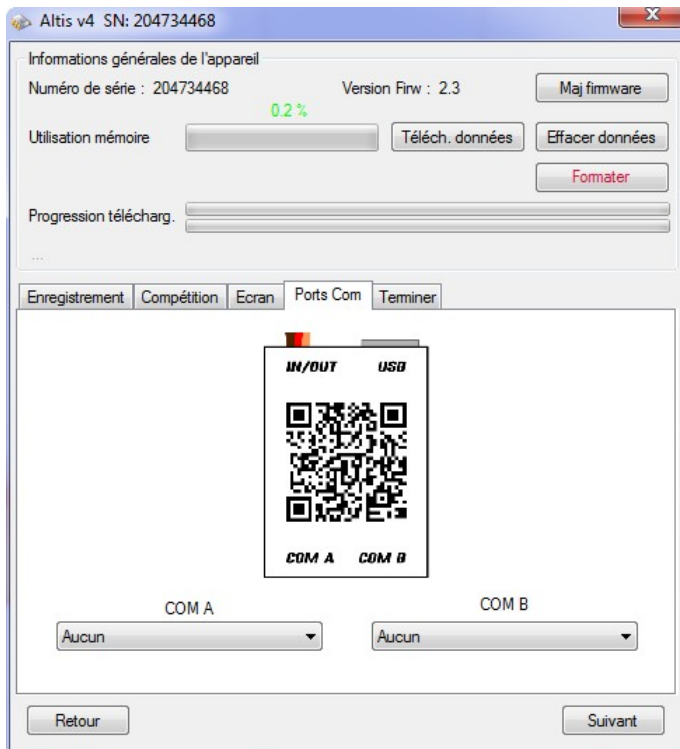 Altis v4 SN: 204734468
Informations générales de l'appareil
Numéro de série : 204734468 Version Firw : 2.3 Maj firmware
0.2 %
Utilisation mémoire Téléch. données Effacer données
Formater
Progression télécharg.
...
Enregistrement Compétition Ecran Ports Com Terminer
IN/OUT USB
COM A COM B
COM A COM B
Aucun Aucun
Retour Suivant